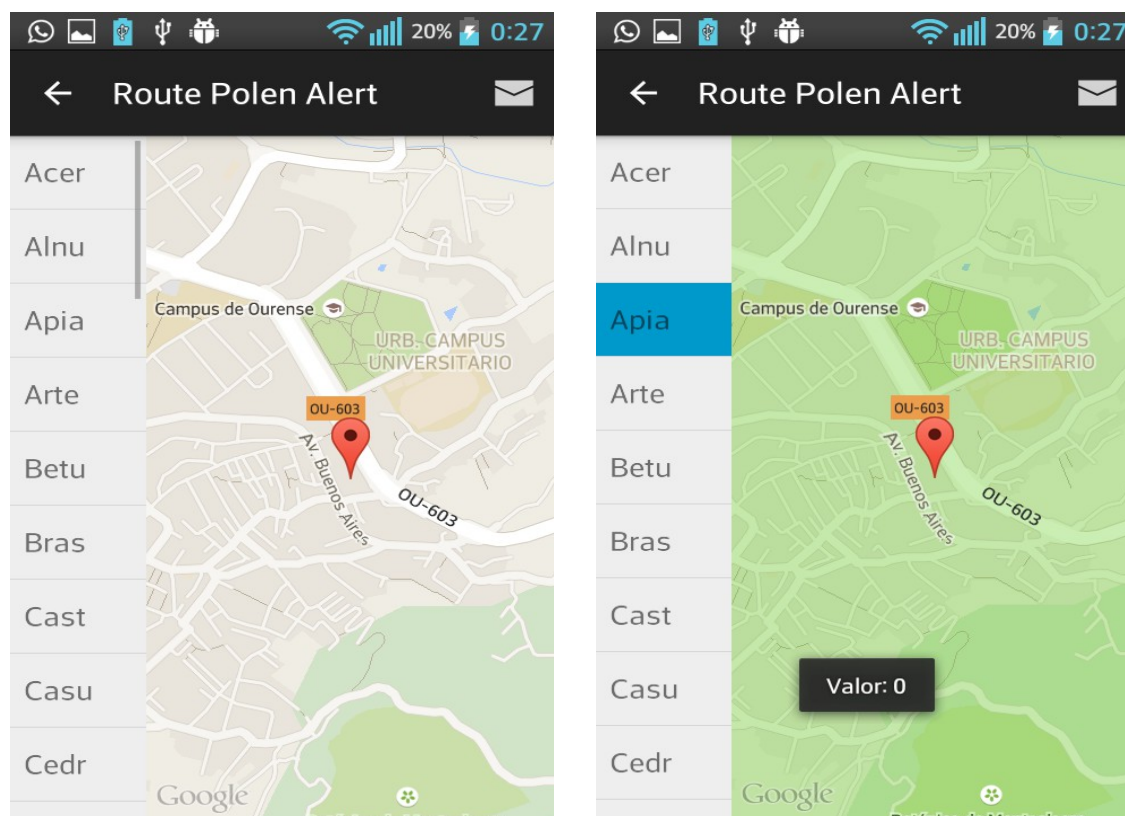 20% 0:27
Route Polen Alert
Acer
Alnu
Apia
Arte
Betu
Bras
Cast
Casu
Cedr
Campus de Ourense
URB. CAMPUS
UNIVERSITARIO
OU-603
Av. Buenos Aires
OU-603
Google
20% 0:27
Route Polen Alert
Acer
Alnu
Apia
Arte
Betu
Bras
Cast
Casu
Cedr
Campus de Ourense
URB. CAMPUS
UNIVERSITARIO
OU-603
Av. Buenos Aires
OU-603
Valor: 0
Google